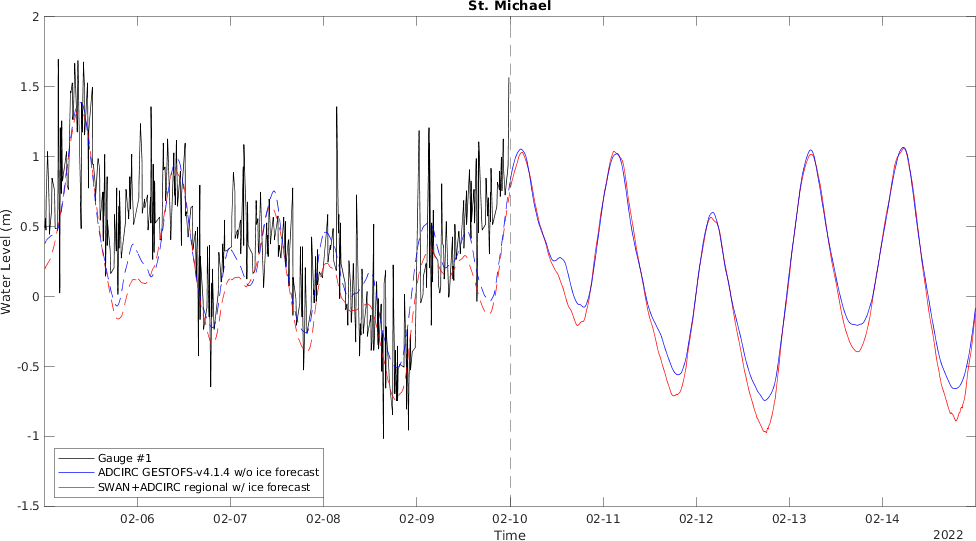 St. Michael
2
1.5
1
0.5
0
-0.5
-1
-1.5
Water Level (m)
Gauge #1
ADCIRC GESTOFS-v4.1.4 w/o ice forecast
SWAN+ADCIRC regional w/ ice forecast
02-06 02-07 02-08 02-09 02-10 02-11 02-12 02-13 02-14
Time
2022